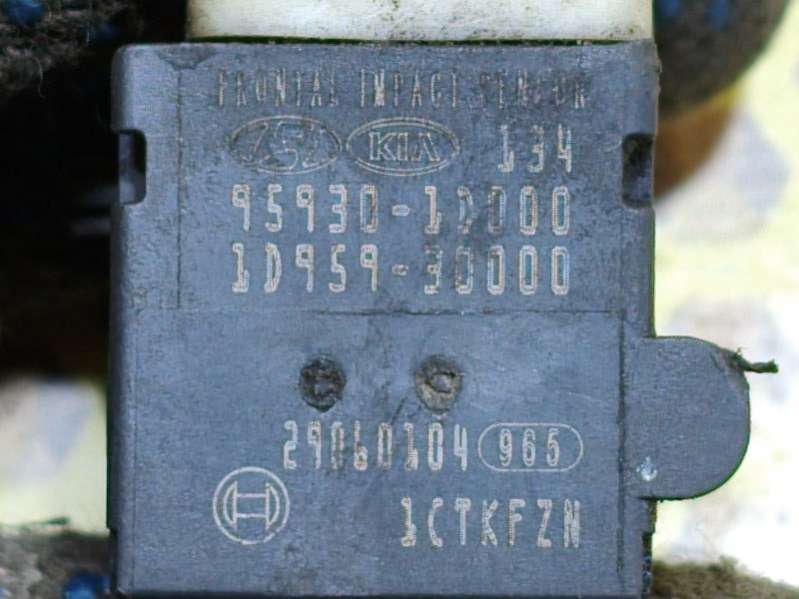 FRONTAL IMPACT SENSOR
KIA 134
95930-1D000
1D959-30000
29060104 965
1CTKFZN